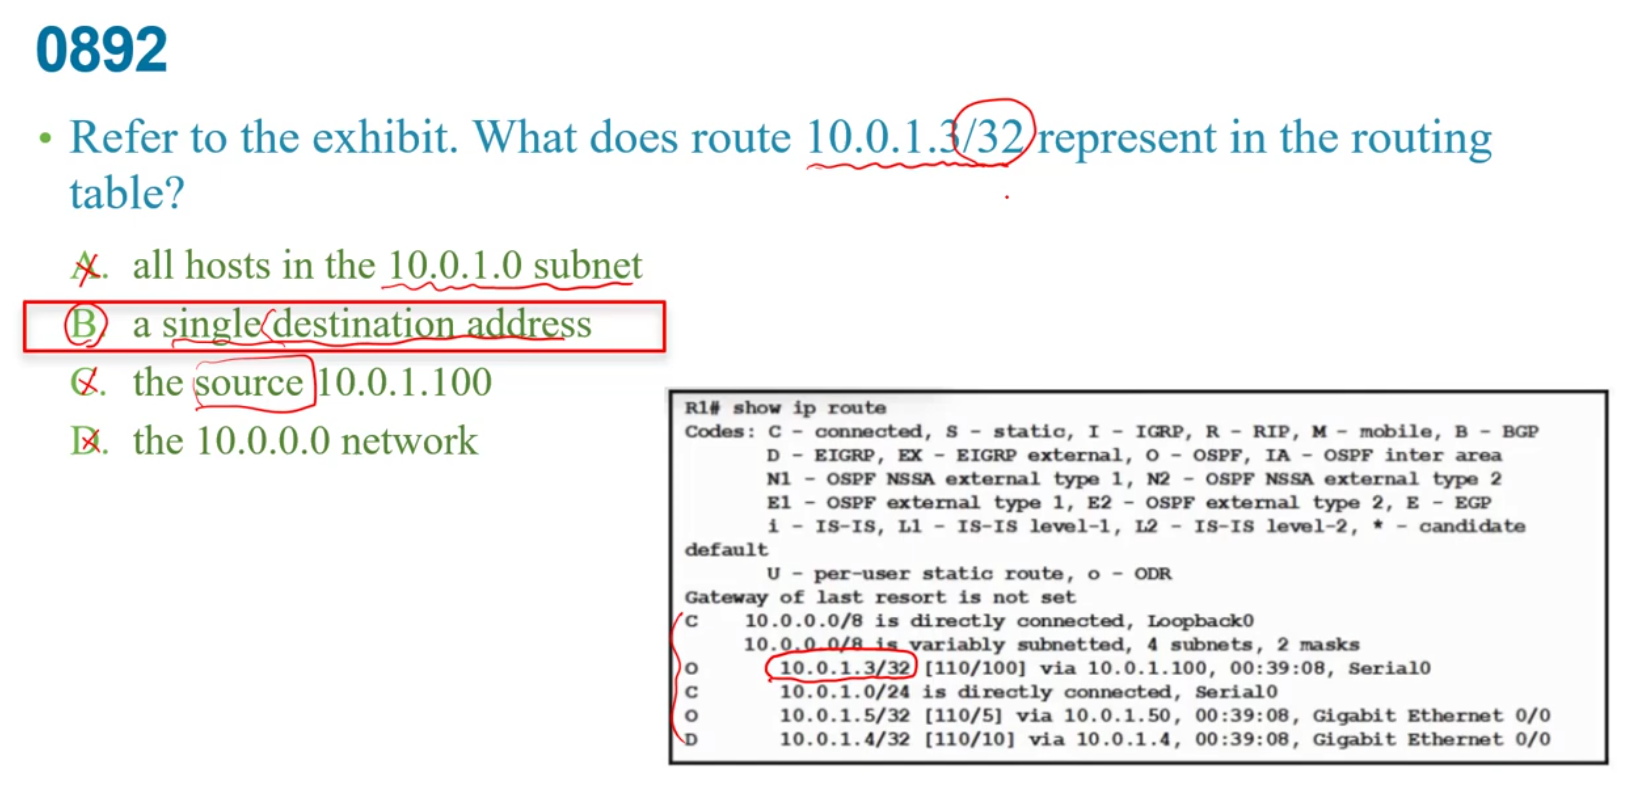 0892
• Refer to the exhibit. What does route 10.0.1.3/32 represent in the routing
table?
A. all hosts in the 10.0.1.0 subnet
B. a single destination address
C. the source 10.0.1.100
D. the 10.0.0.0 network
R1# show ip route
Codes: C - connected, S - static, I - IGRP, R - RIP, M - mobile, B - BGP
D - EIGRP, EX - EIGRP external, O - OSPF, IA - OSPF inter area
N1 - OSPF NSSA external type 1, N2 - OSPF NSSA external type 2
E1 - OSPF external type 1, E2 - OSPF external type 2, E - EGP
i - IS-IS, L1 - IS-IS level-1, L2 - IS-IS level-2, * - candidate
default
U - per-user static route, o - ODR
Gateway of last resort is not set
C 10.0.0.0/8 is directly connected, Loopback0
10.0.0.0/8 is variably subnetted, 4 subnets, 2 masks
O 10.0.1.3/32 [110/100] via 10.0.1.100, 00:39:08, Serial0
C 10.0.1.0/24 is directly connected, Serial0
O 10.0.1.5/32 [110/5] via 10.0.1.50, 00:39:08, Gigabit Ethernet 0/0
D 10.0.1.4/32 [110/10] via 10.0.1.4, 00:39:08, Gigabit Ethernet 0/0